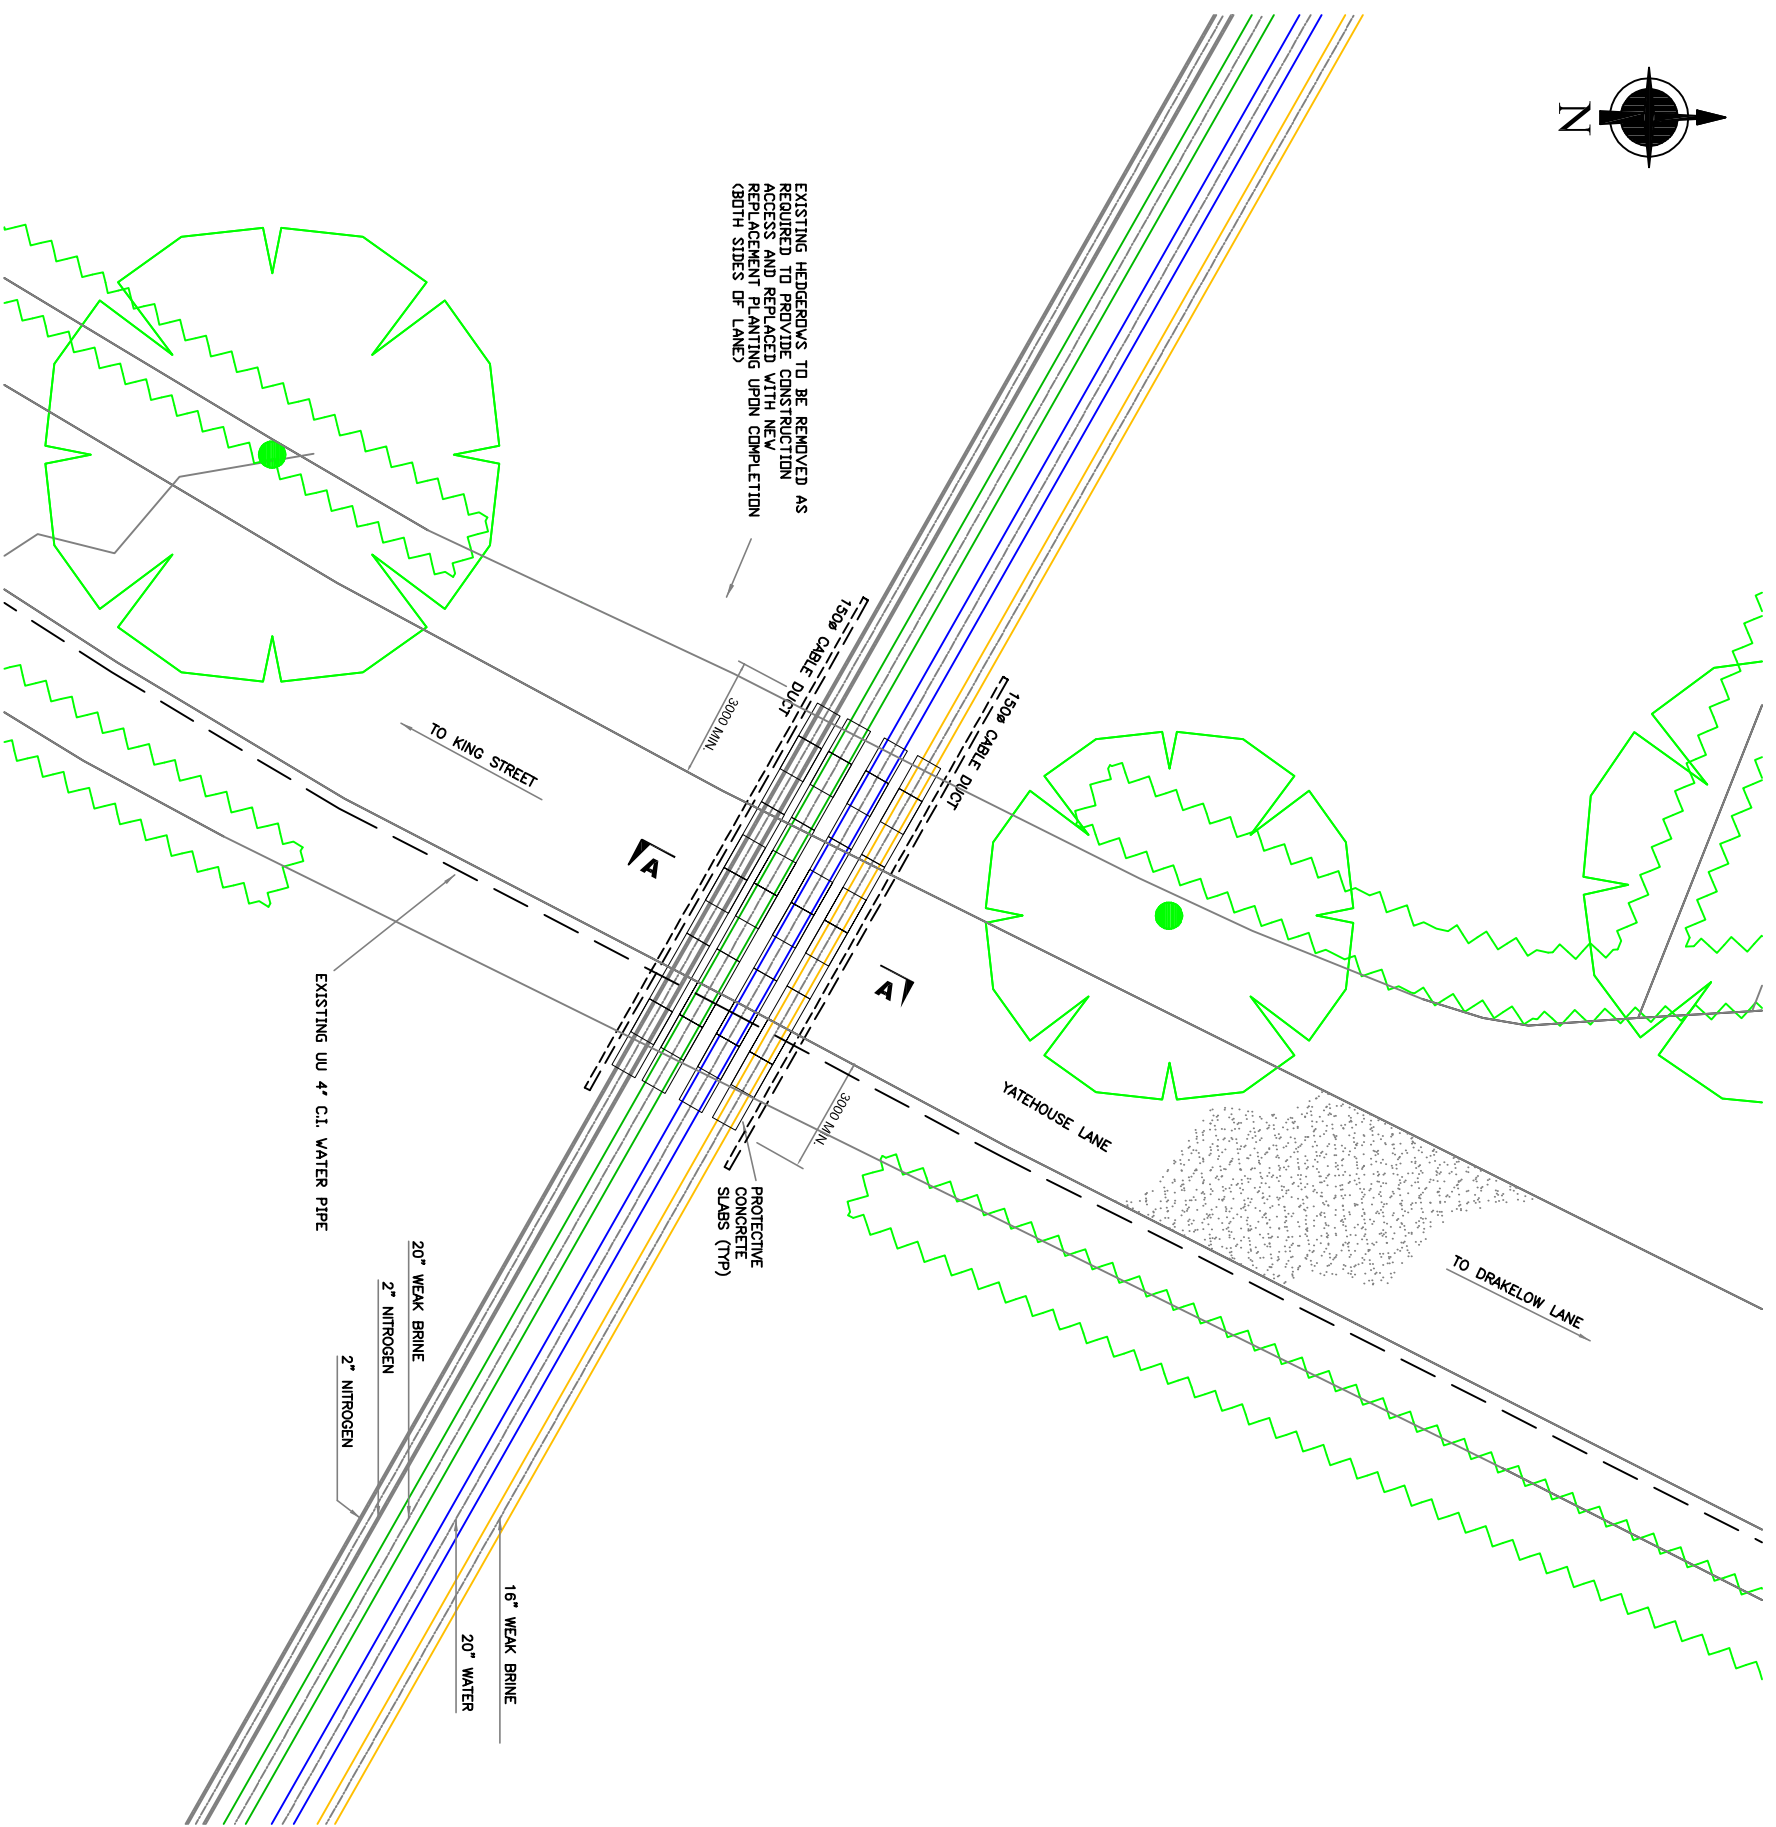 N
EXISTING HEDGEROWS TO BE REMOVED AS
REQUIRED TO PROVIDE CONSTRUCTION
ACCESS AND REPLACED WITH NEW
REPLACEMENT PLANTING UPON COMPLETION
(BOTH SIDES OF LANE)
150ø CABLE DUCT
150ø CABLE DUCT
3000 MIN.
TO KING STREET
A
A
YATEHOUSE LANE
3000 MIN.
PROTECTIVE
CONCRETE
SLABS (TYP)
TO DRAKELOW LANE
EXISTING UU 4" C.I. WATER PIPE
20" WEAK BRINE
2" NITROGEN
2" NITROGEN
16" WEAK BRINE
20" WATER